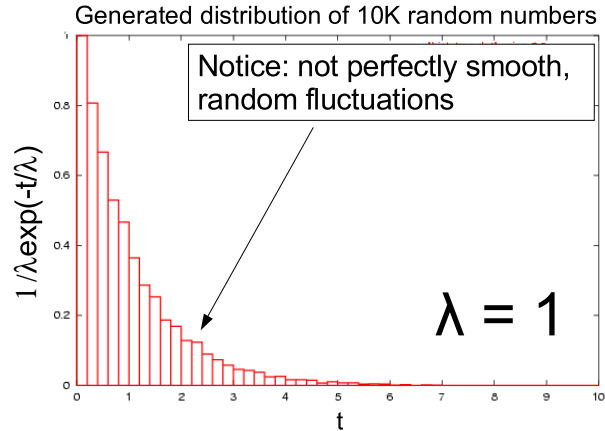 Generated distribution of 10K random numbers
Notice: not perfectly smooth,
random fluctuations
1/λexp(-t/λ)
1
0.8
0.6
0.4
0.2
0
λ = 1
0 1 2 3 4 5 6 7 8 9 10
t